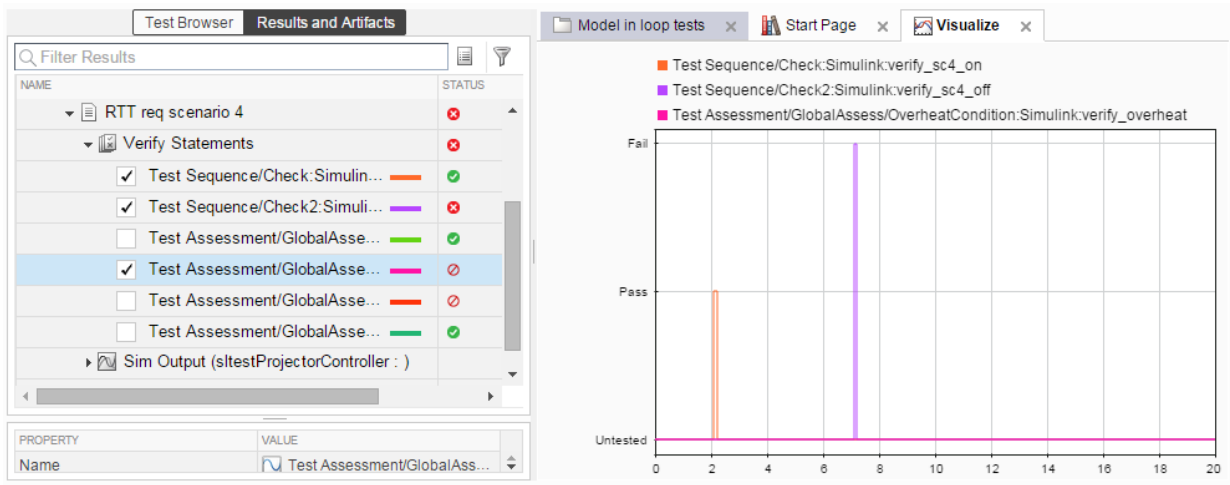 Test Browser Results and Artifacts
Filter Results
NAME STATUS
RTT req scenario 4
Verify Statements
Test Sequence/Check:Simulin...
Test Sequence/Check2:Simuli...
Test Assessment/GlobalAsse...
Test Assessment/GlobalAsse...
Test Assessment/GlobalAsse...
Test Assessment/GlobalAsse...
Sim Output (sltestProjectorController : )
PROPERTY VALUE
Name Test Assessment/GlobalAss...
Model in loop tests Start Page Visualize
Test Sequence/Check:Simulink:verify_sc4_on
Test Sequence/Check2:Simulink:verify_sc4_off
Test Assessment/GlobalAssess/OverheatCondition:Simulink:verify_overheat
Fail
Pass
Untested
0 2 4 6 8 10 12 14 16 18 20